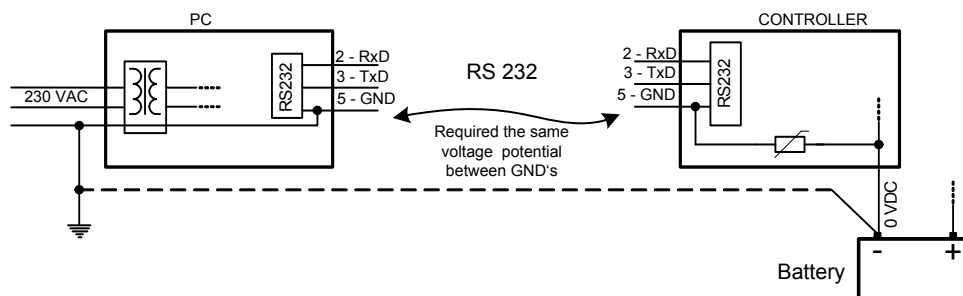 PC
230 VAC
RS232
2 - RxD
3 - TxD
5 - GND
RS 232
Required the same
voltage potential
between GND's
CONTROLLER
2 - RxD
3 - TxD
5 - GND
RS232
0 VDC
Battery
- +